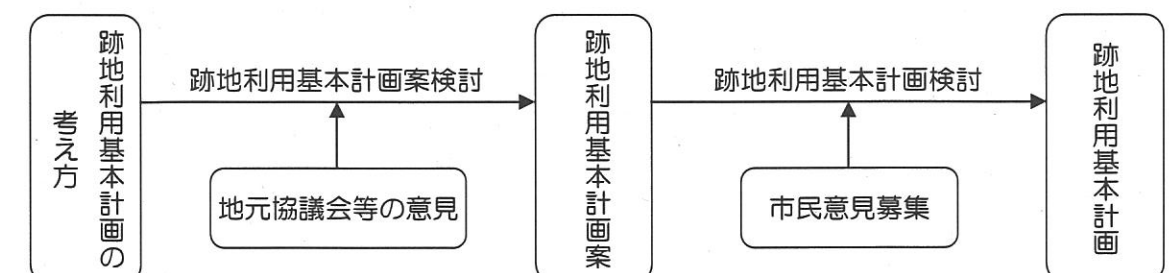 跡地利用基本計画の
考え方
跡地利用基本計画案検討
地元協議会等の意見
跡地利用基本計画案
跡地利用基本計画検討
市民意見募集
跡地利用基本計画